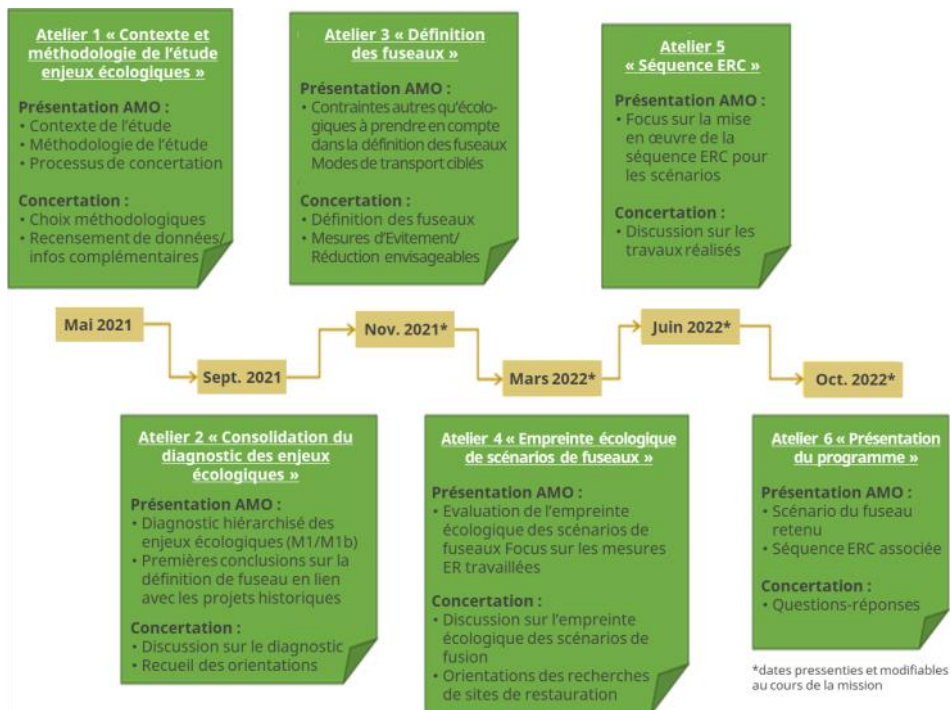 Atelier 1 « Contexte et
méthodologie de l’étude
enjeux écologiques »
Présentation AMO :
• Contexte de l’étude
• Méthodologie de l’étude
• Processus de concertation
Concertation :
• Choix méthodologiques
• Recensement de données/
infos complémentaires
Atelier 3 « Définition
des fuseaux »
Présentation AMO :
• Contraintes autres qu’écolo-
giques à prendre en compte
dans la définition des fuseaux
Modes de transport ciblés
Concertation :
• Définition des fuseaux
• Mesures d’Evitement/
Réduction envisageables
Atelier 5
« Séquence ERC »
Présentation AMO :
• Focus sur la mise
en œuvre de la
séquence ERC pour
les scénarios
Concertation :
• Discussion sur les
travaux réalisés
Mai 2021
Sept. 2021
Nov. 2021*
Mars 2022*
Juin 2022*
Oct. 2022*
Atelier 2 « Consolidation du
diagnostic des enjeux
écologiques »
Présentation AMO :
• Diagnostic hiérarchisé des
enjeux écologiques (M1/M1b)
• Premières conclusions sur la
définition de fuseau en lien
avec les projets historiques
Concertation :
• Discussion sur le diagnostic
• Recueil des orientations
Atelier 4 « Empreinte écologique
de scénarios de fuseaux »
Présentation AMO :
• Evaluation de l’empreinte
écologique des scénarios de
fuseaux Focus sur les mesures
ER travaillées
Concertation :
• Discussion sur l’empreinte
écologique des scénarios de
fusion
• Orientations des recherches
de sites de restauration
Atelier 6 « Présentation
du programme »
Présentation AMO :
• Scénario du fuseau
retenu
• Séquence ERC associée
Concertation :
• Questions-réponses
*dates pressenties et modifiables
au cours de la mission